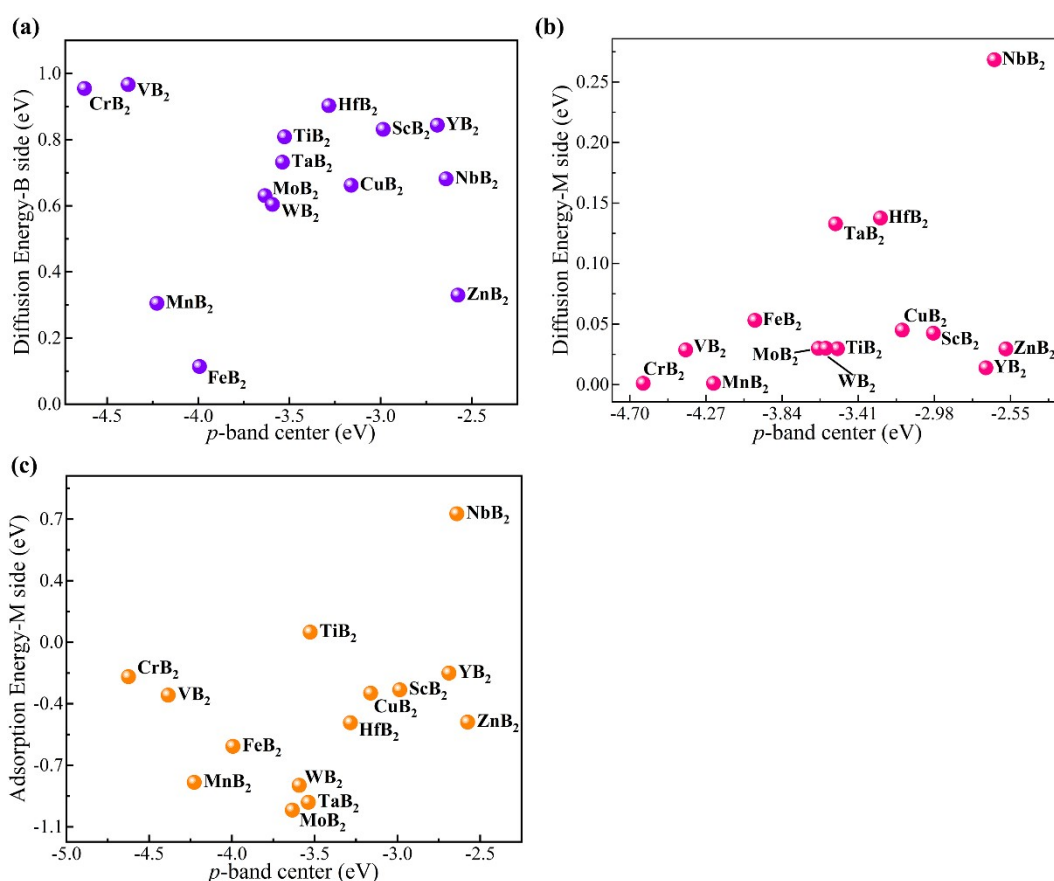 (a)
Diffusion Energy-B side (eV)
1.0
0.8
0.6
0.4
0.2
0.0
CrB₂
VB₂
HfB₂
TiB₂
ScB₂
YB₂
TaB₂
MoB₂
WB₂
CuB₂
NbB₂
MnB₂
ZnB₂
FeB₂
-4.5
-4.0
-3.5
-3.0
-2.5
p-band center (eV)
(b)
Diffusion Energy-M side (eV)
0.25
0.20
0.15
0.10
0.05
0.00
NbB₂
HfB₂
TaB₂
FeB₂
CuB₂
VB₂
MoB₂
TiB₂
ScB₂
ZnB₂
CrB₂
MnB₂
WB₂
YB₂
-4.70
-4.27
-3.84
-3.41
-2.98
-2.55
p-band center (eV)
(c)
Adsorption Energy-M side (eV)
0.7
0.4
0.0
-0.4
-0.7
-1.1
NbB₂
TiB₂
CrB₂
YB₂
VB₂
ScB₂
CuB₂
HfB₂
ZnB₂
FeB₂
MnB₂
WB₂
TaB₂
MoB₂
-5.0
-4.5
-4.0
-3.5
-3.0
-2.5
p-band center (eV)